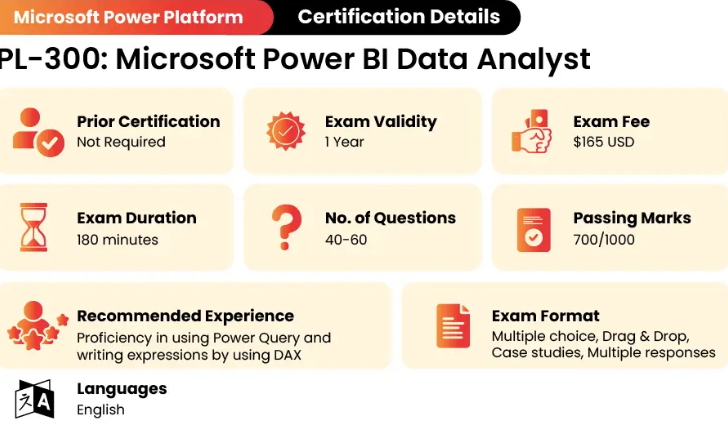 Microsoft Power Platform
Certification Details
PL-300: Microsoft Power BI Data Analyst
Prior Certification
Not Required
Exam Validity
1 Year
Exam Fee
$165 USD
Exam Duration
180 minutes
No. of Questions
40-60
Passing Marks
700/1000
Recommended Experience
Proficiency in using Power Query and
writing expressions by using DAX
Exam Format
Multiple choice, Drag & Drop,
Case studies, Multiple responses
A
Languages
English